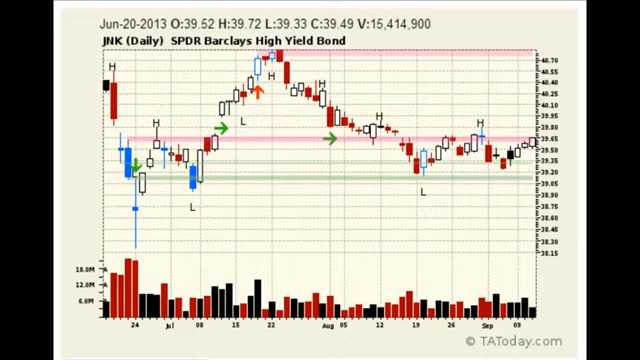 Jun-20-2013 O:39.52 H:39.72 L:39.33 C:39.49 V:15,414,900
JNK (Daily) SPDR Barclays High Yield Bond
40.70
40.55
40.40
40.25
40.10
39.95
39.80
39.65
39.50
39.35
39.20
39.05
38.90
38.75
38.60
38.45
38.30
38.15
H
H
H
H
H
H
L
L
L
18.0M
12.0M
6.0M
24 Jul 08 15 22 Aug 05 12 19 26 Sep 09
© TAToday.com